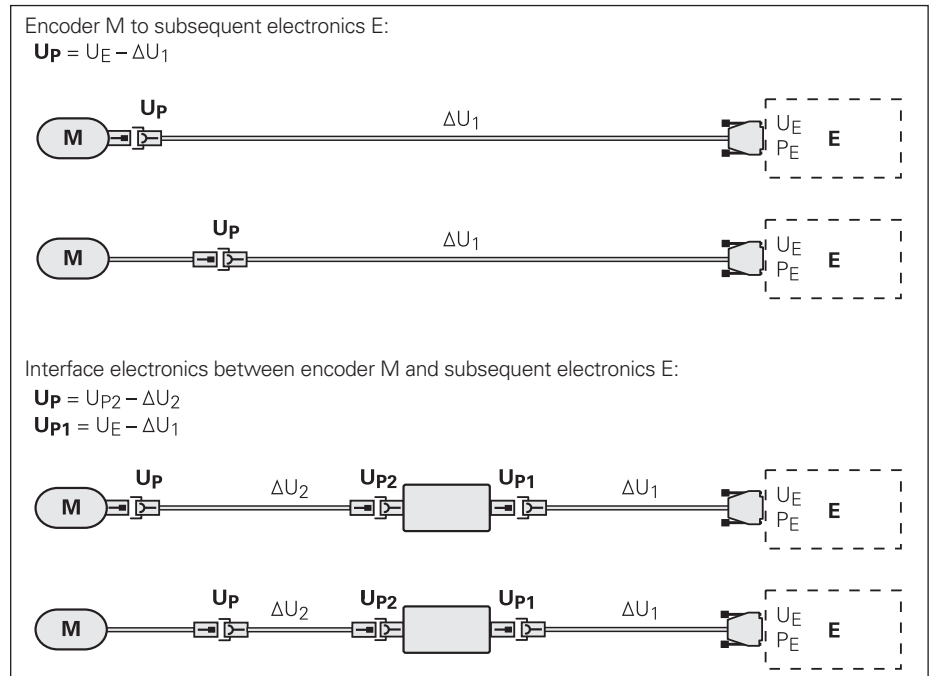 Encoder M to subsequent electronics E:
UP = UE – ΔU1
UP
ΔU1
M
UE
PE
E
UP
ΔU1
M
UE
PE
E
Interface electronics between encoder M and subsequent electronics E:
UP = UP2 – ΔU2
UP1 = UE – ΔU1
UP
ΔU2
UP2
UP1
ΔU1
M
UE
PE
E
UP
ΔU2
UP2
UP1
ΔU1
M
UE
PE
E